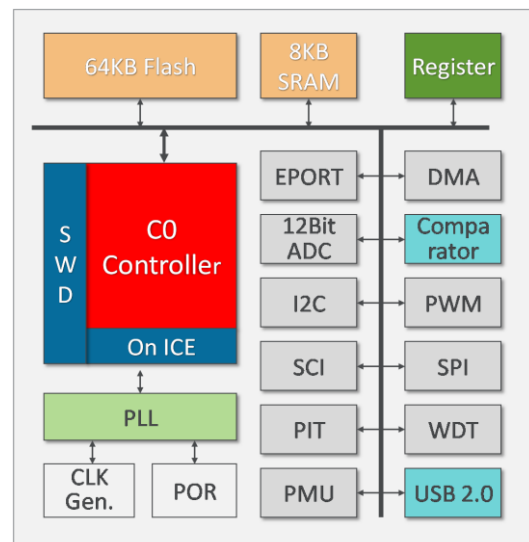 64KB Flash
8KB
SRAM
Register
SWD
C0
Controller
On ICE
EPORT
DMA
12Bit
ADC
Compa
rator
I2C
PWM
SCI
SPI
PLL
PIT
WDT
CLK
Gen.
POR
PMU
USB 2.0